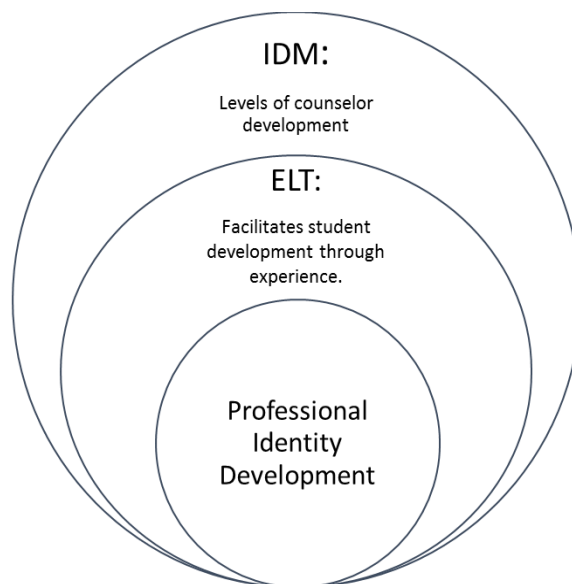 IDM:
Levels of counselor
development
ELT:
Facilitates student
development through
experience.
Professional
Identity
Development